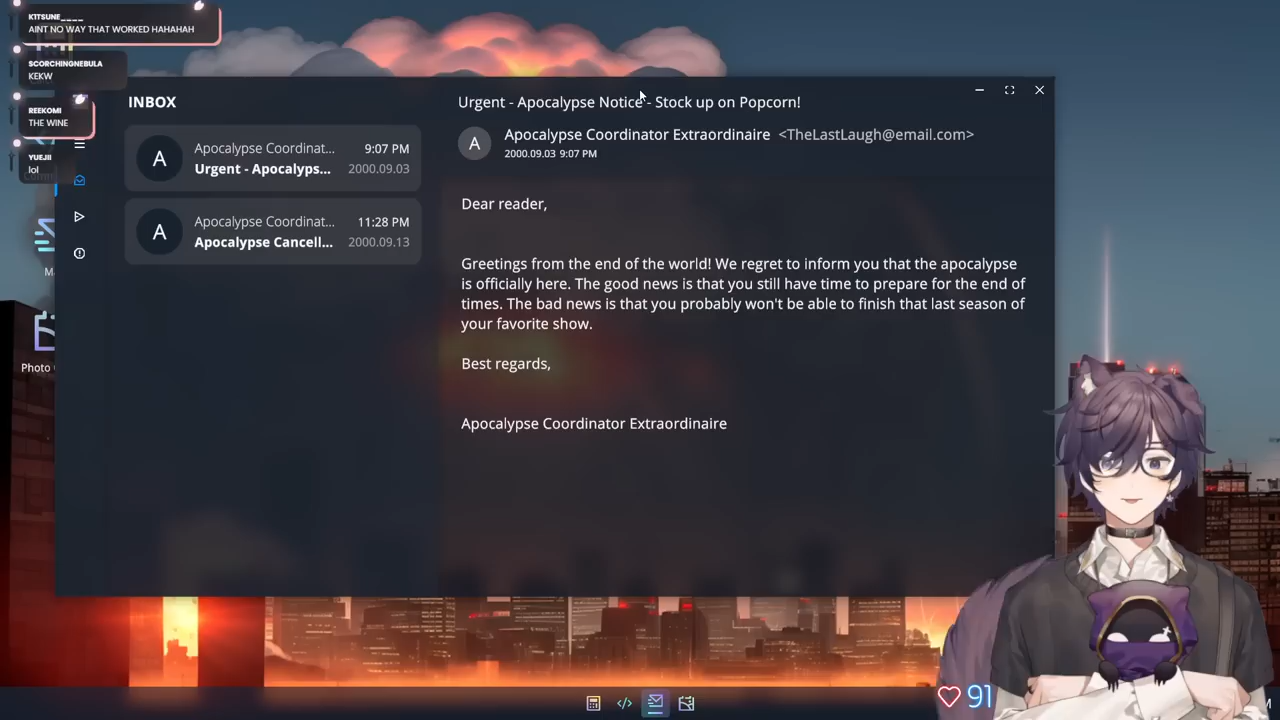 K1TSUNE____
AINT NO WAY THAT WORKED HAHAHAH
SCORCHINGNEBULA
KEKW
REEKOMI
THE WINE
YUEJII
lol
INBOX
A
Apocalypse Coordinat...
9:07 PM
Urgent - Apocalyps...
2000.09.03
A
Apocalypse Coordinat...
11:28 PM
Apocalypse Cancell...
2000.09.13
Urgent - Apocalypse Notice - Stock up on Popcorn!
A
Apocalypse Coordinator Extraordinaire <TheLastLaugh@email.com>
2000.09.03 9:07 PM
Dear reader,
Greetings from the end of the world! We regret to inform you that the apocalypse
is officially here. The good news is that you still have time to prepare for the end of
times. The bad news is that you probably won't be able to finish that last season of
your favorite show.
Best regards,
Apocalypse Coordinator Extraordinaire
Photo
91